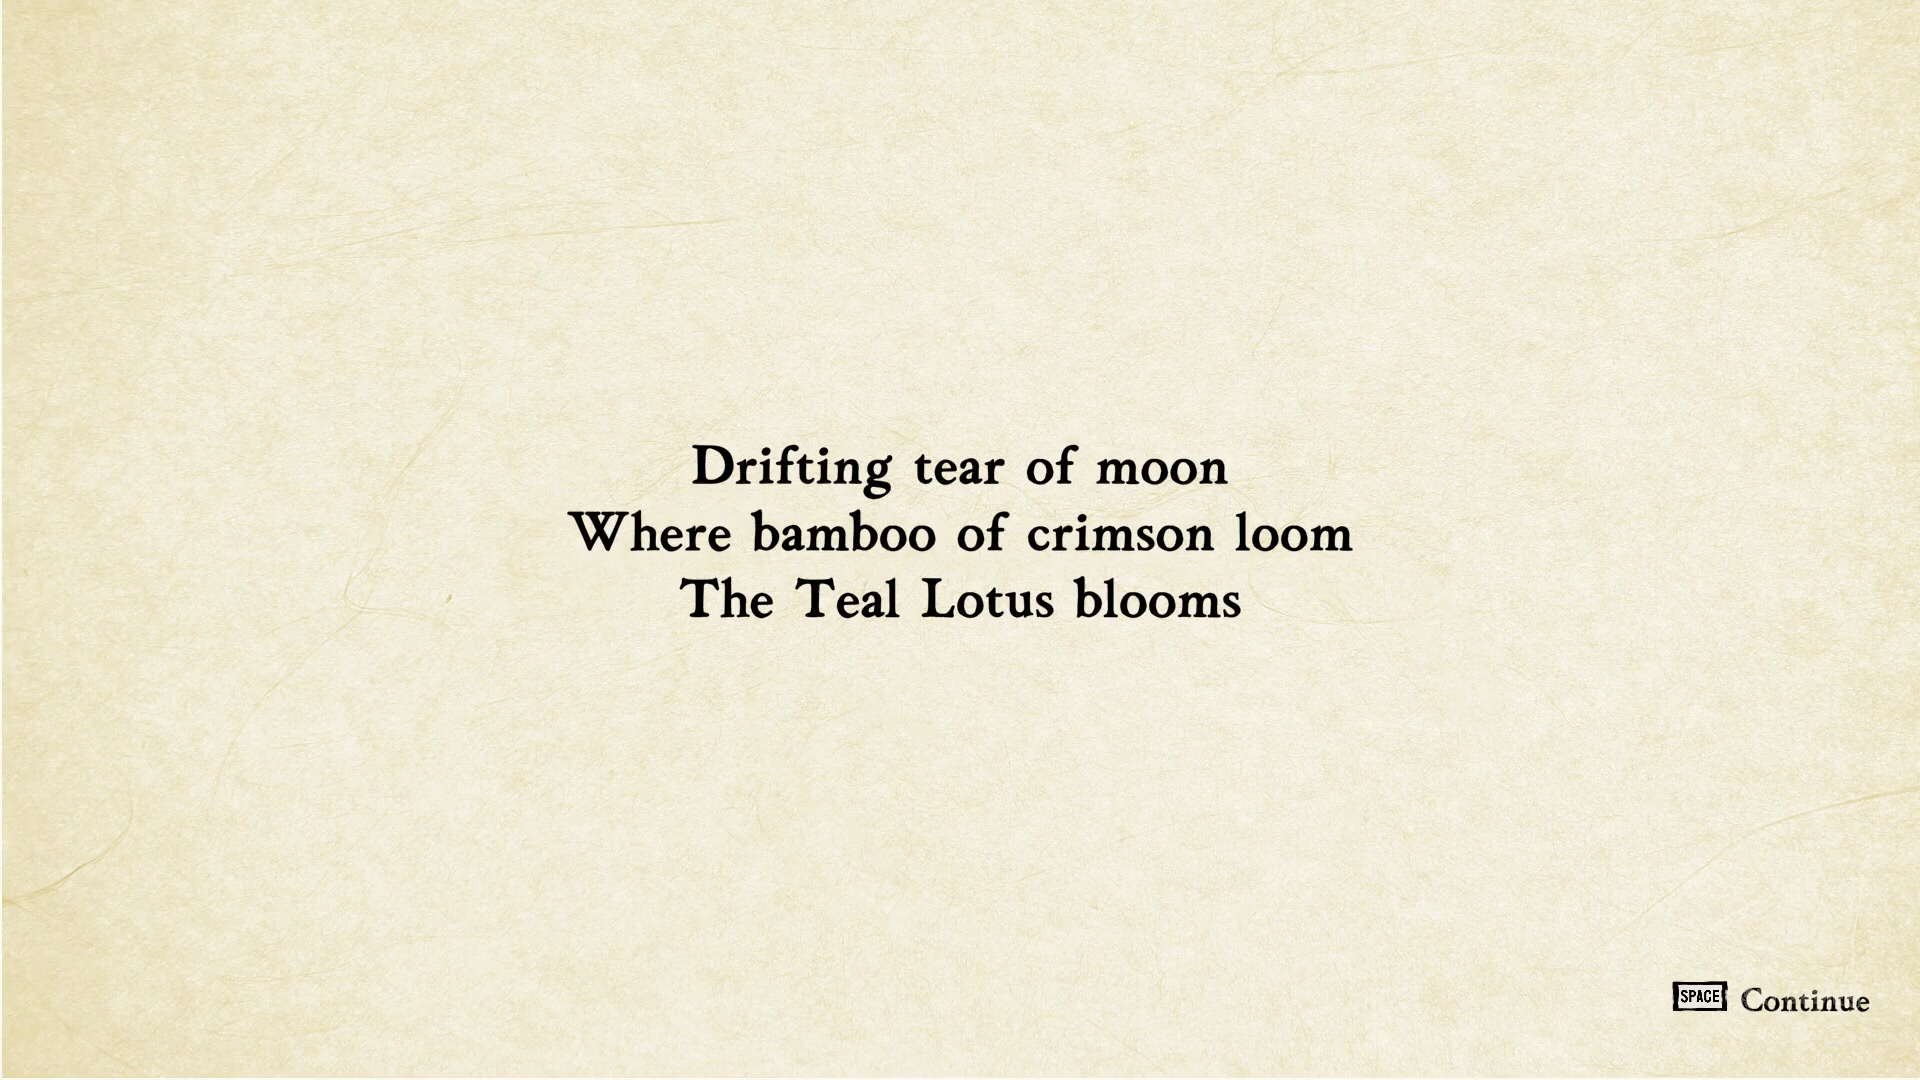 Drifting tear of moon
Where bamboo of crimson loom
The Teal Lotus blooms
SPACE Continue